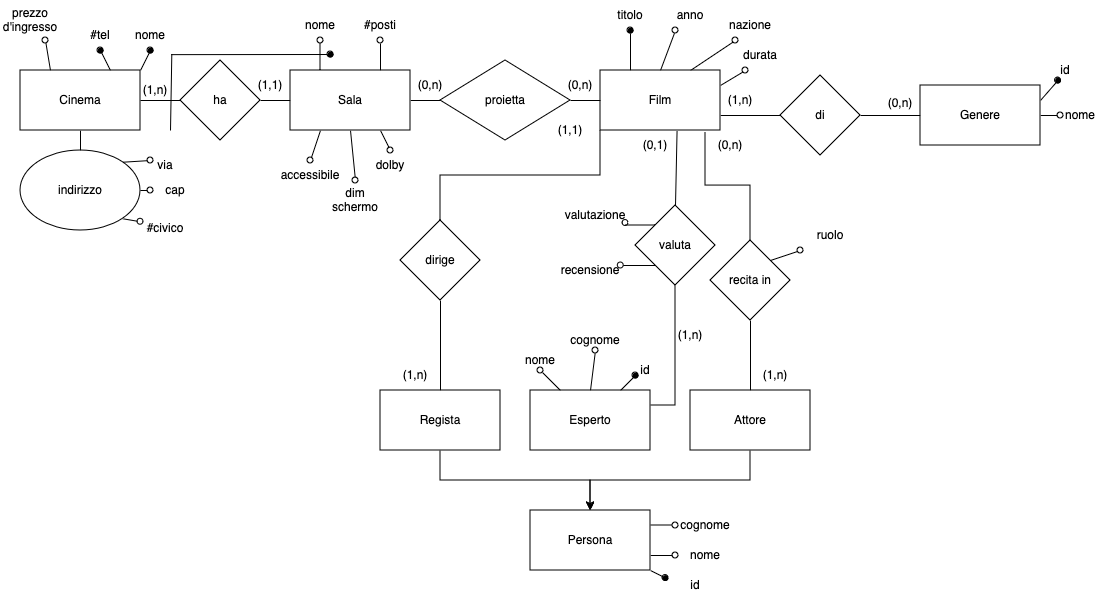 prezzo
d'ingresso
#tel
nome
nome
#posti
titolo
anno
nazione
durata
id
Cinema
(1,n)
ha
(1,1)
Sala
(0,n)
proietta
(0,n)
Film
(1,n)
di
(0,n)
Genere
nome
(1,1)
(0,1)
(0,n)
indirizzo
via
cap
#civico
accessibile
dim
schermo
dolby
dirige
valutazione
valuta
recensione
ruolo
recita in
(1,n)
(1,n)
(1,n)
nome
cognome
id
Regista
Esperto
Attore
Persona
cognome
nome
id